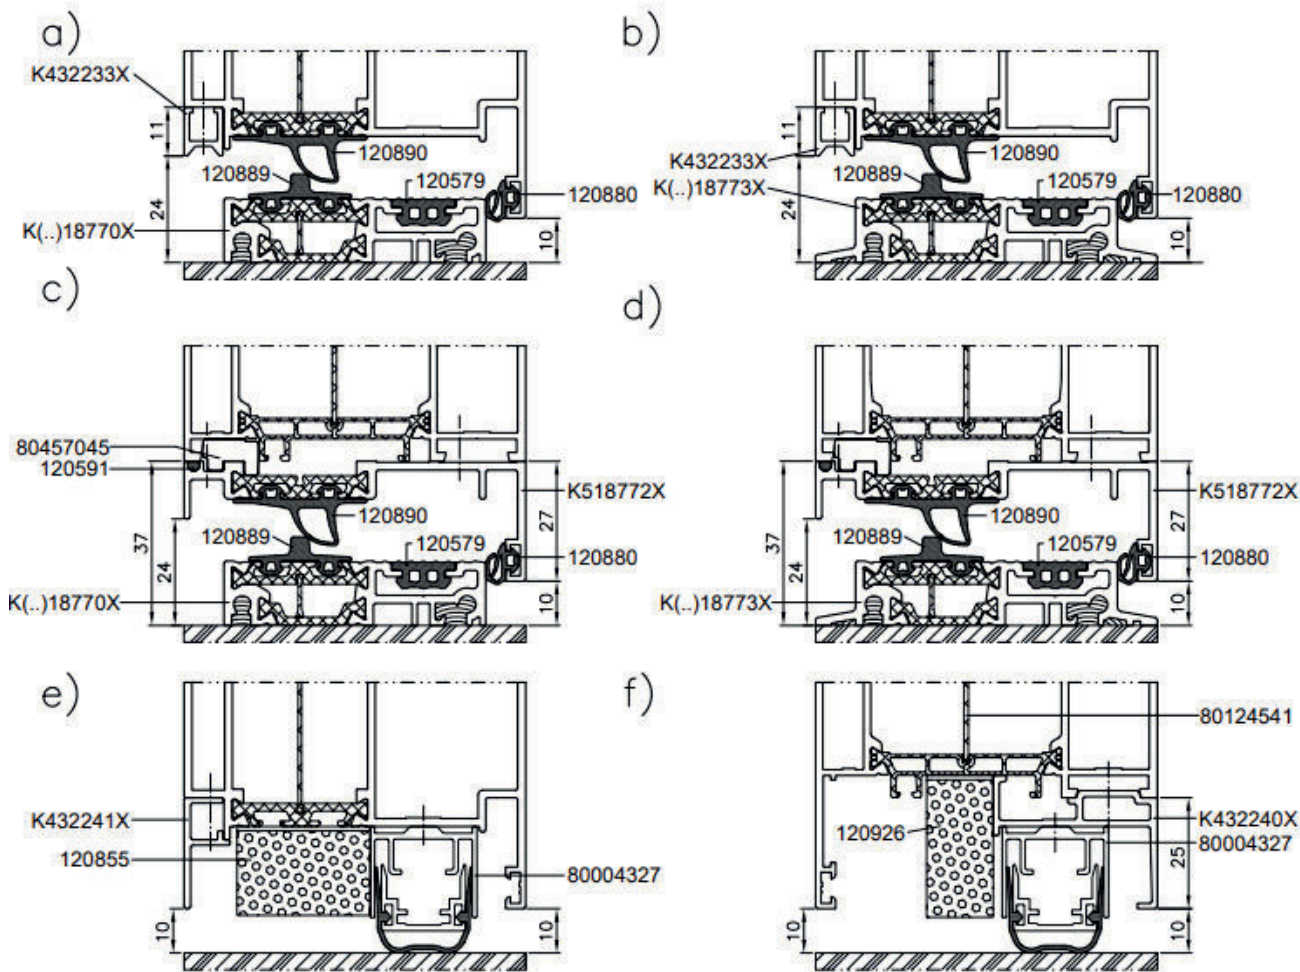 a)
K432233X
11
120890
120889
120579
120880
24
K(..)18770X
10
b)
11
K432233X
120890
K(..)18773X
120889
120579
120880
24
10
c)
80457045
120591
K518772X
120890
27
37
120889
120579
24
120880
K(..)18770X
10
d)
K518772X
120890
27
37
120889
120579
24
120880
K(..)18773X
10
e)
K432241X
120855
80004327
10
10
f)
80124541
K432240X
120926
80004327
25
10
10